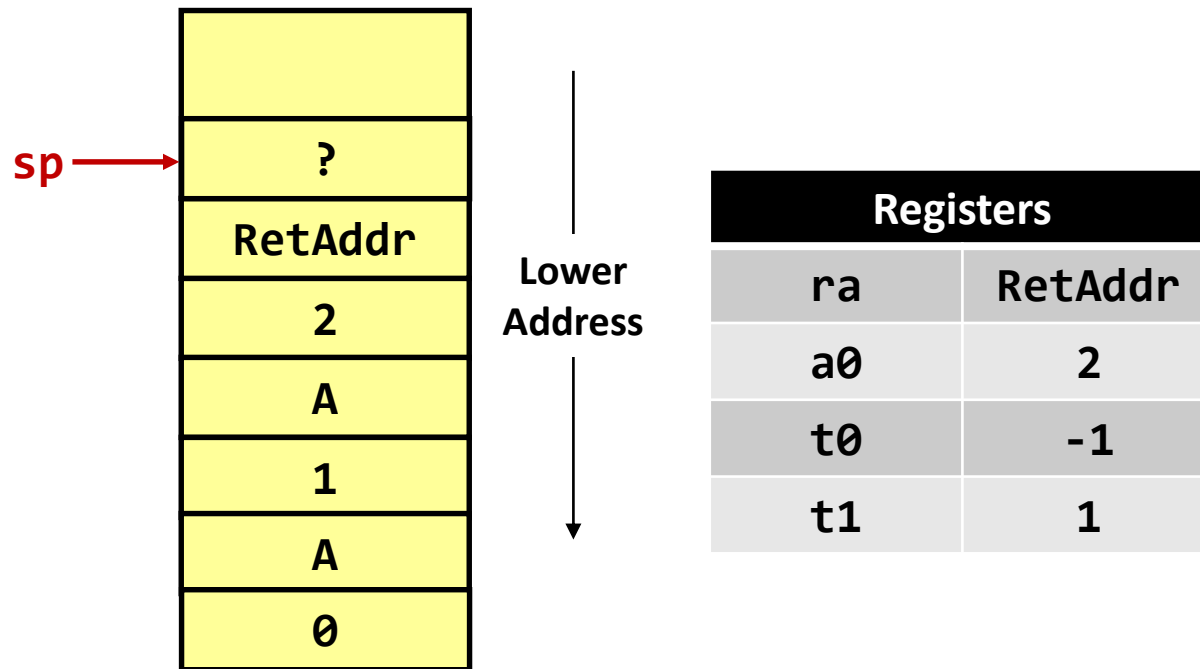 sp
?
RetAddr
2
A
1
A
0
Lower
Address
Registers
ra RetAddr
a0 2
t0 -1
t1 1